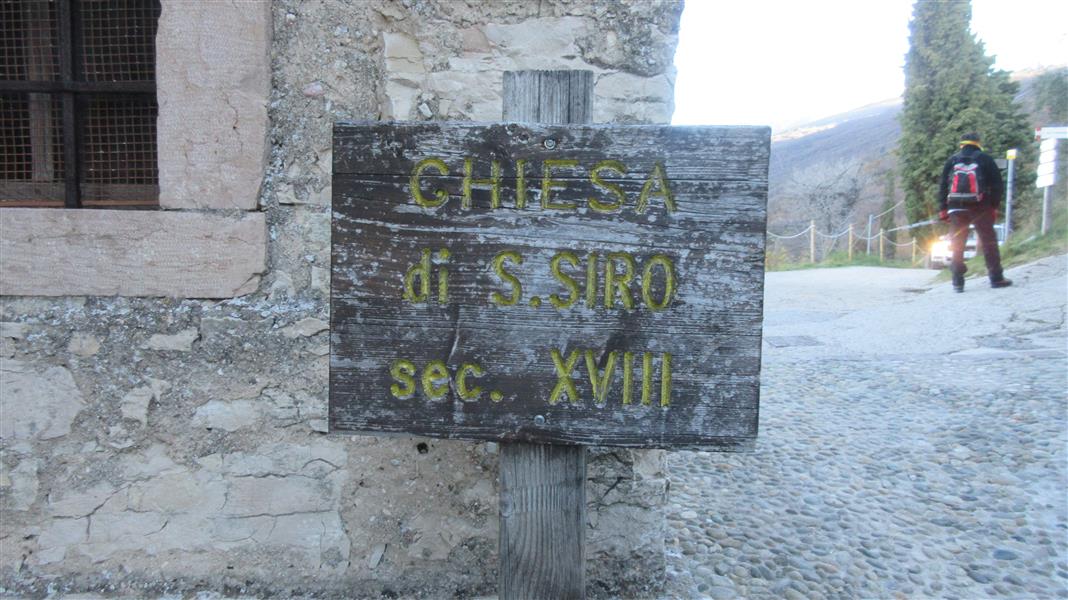 CHIESA
di S. SIRO
sec. XVIII